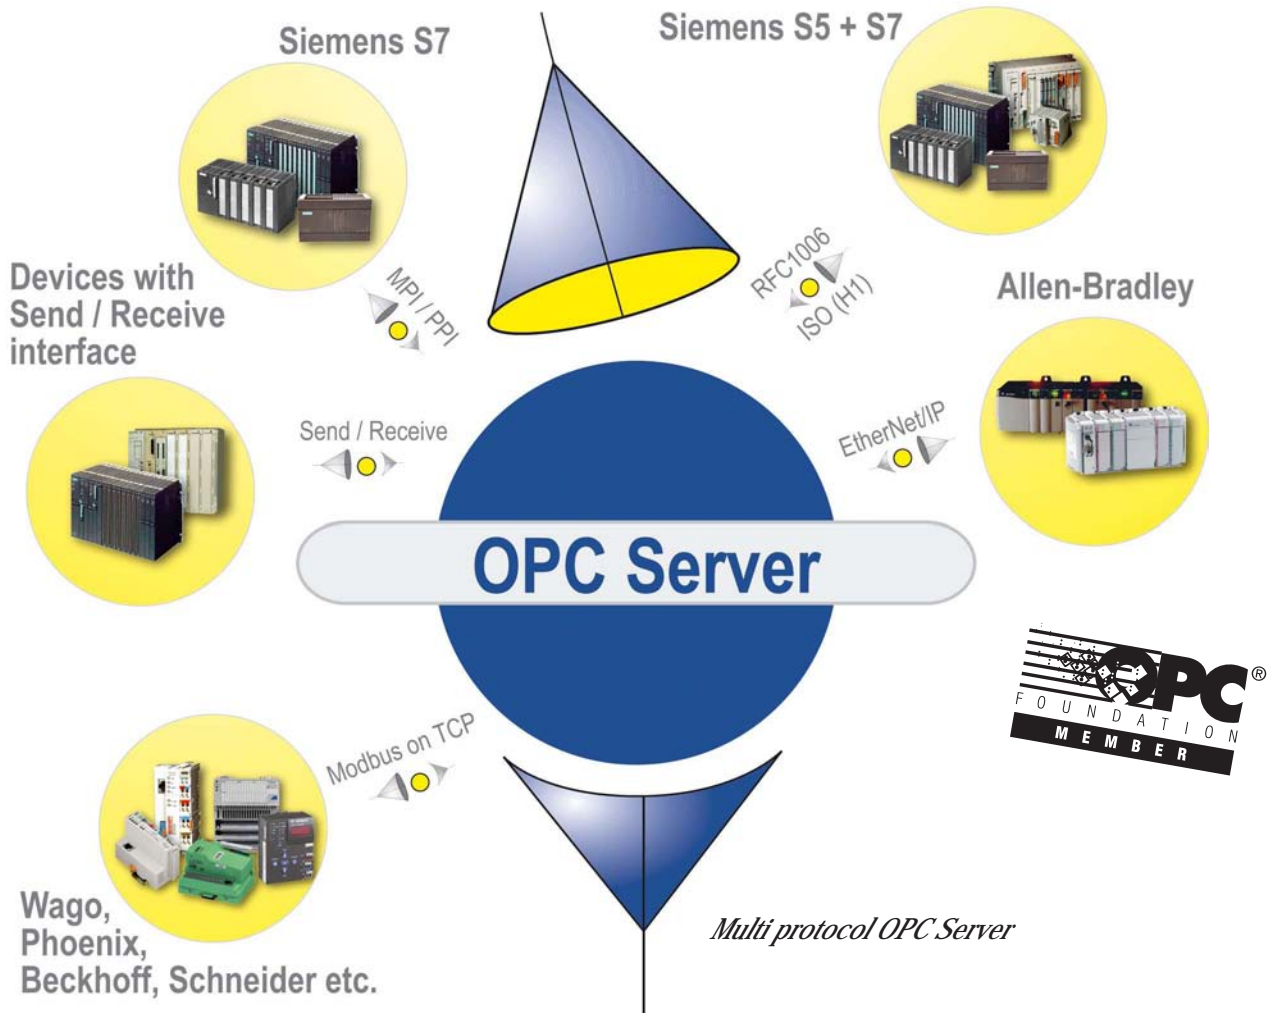 Siemens S7
Siemens S5 + S7
Devices with
Send / Receive
interface
MPI / PPI
RFC1006
ISO (H1)
Allen-Bradley
Send / Receive
EtherNet/IP
OPC Server
OPC®
FOUNDATION
MEMBER
Modbus on TCP
Wago,
Phoenix,
Beckhoff, Schneider etc.
Multi protocol OPC Server